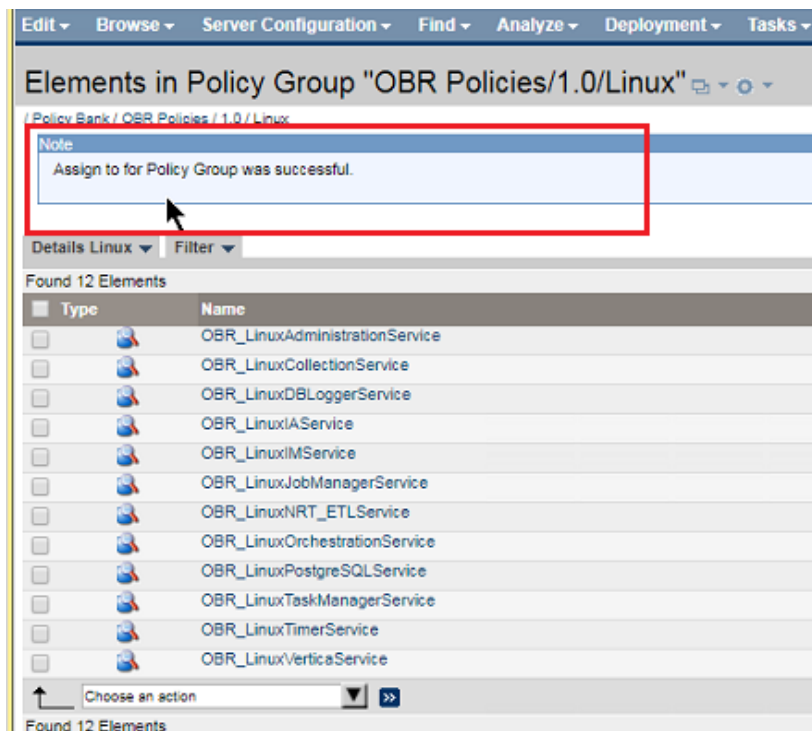 Edit Browse Server Configuration Find Analyze Deployment Tasks
Elements in Policy Group "OBR Policies/1.0/Linux"
/ Policy Bank / OBR Policies / 1.0 / Linux
Note
Assign to for Policy Group was successful.
Details Linux Filter
Found 12 Elements
Type Name
OBR_LinuxAdministrationService
OBR_LinuxCollectionService
OBR_LinuxDBLoggerService
OBR_LinuxIAService
OBR_LinuxIMService
OBR_LinuxJobManagerService
OBR_LinuxNRT_ETLService
OBR_LinuxOrchestrationService
OBR_LinuxPostgreSQLService
OBR_LinuxTaskManagerService
OBR_LinuxTimerService
OBR_LinuxVerticaService
Choose an action
Found 12 Elements